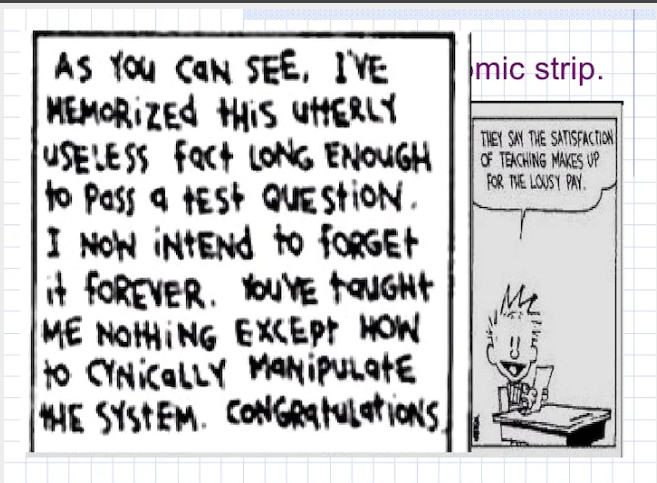 AS YOU CAN SEE, I'VE
MEMORIZED THIS UTTERLY
USELESS FACT LONG ENOUGH
TO PASS A TEST QUESTION.
I NOW INTEND TO FORGET
IT FOREVER. YOU'VE TAUGHT
ME NOTHING EXCEPT HOW
TO CYNICALLY MANIPULATE
THE SYSTEM. CONGRATULATIONS.
mic strip.
THEY SAY THE SATISFACTION
OF TEACHING MAKES UP
FOR THE LOUSY PAY.